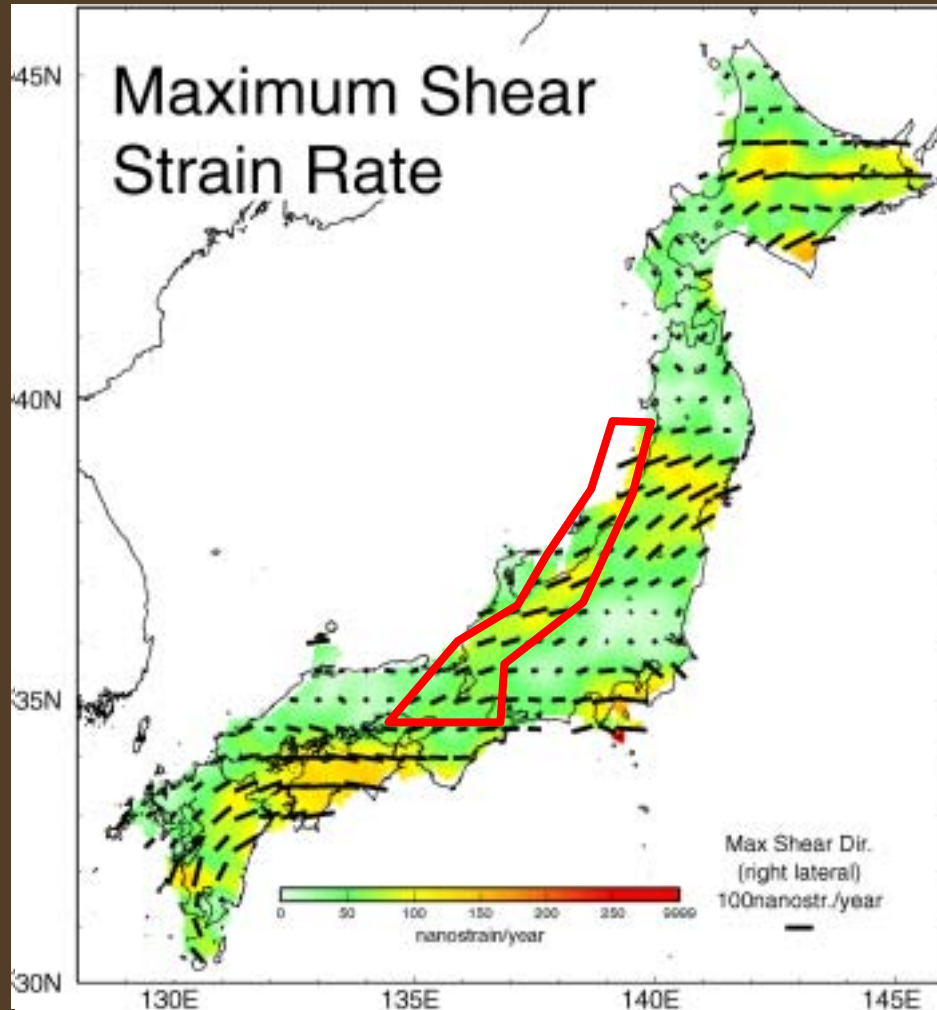 Maximum Shear
Strain Rate
45N
40N
35N
30N
130E 135E 140E 145E
0 50 100 150 200 250 9999
nanostrain/year
Max Shear Dir.
(right lateral)
100nanostr./year